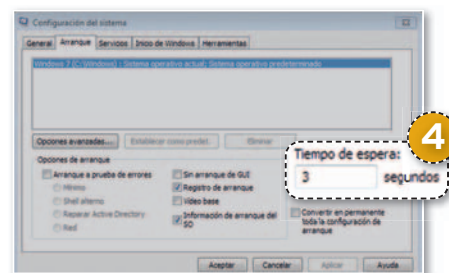 Configuración del sistema
General Arranque Servicios Inicio de Windows Herramientas
Windows 7 (C:\Windows) : Sistema operativo actual; Sistema operativo predeterminado
Opciones avanzadas... Establecer como predet. Eliminar
4
Tiempo de espera:
3 segundos
Opciones de arranque
Arranque a prueba de errores
Mínimo
Shell alterno
Reparar Active Directory
Red
Sin arranque de GUI
Registro de arranque
Vídeo base
Información de arranque del
SO
Convertir en permanente
toda la configuración de
arranque
Aceptar Cancelar Aplicar Ayuda